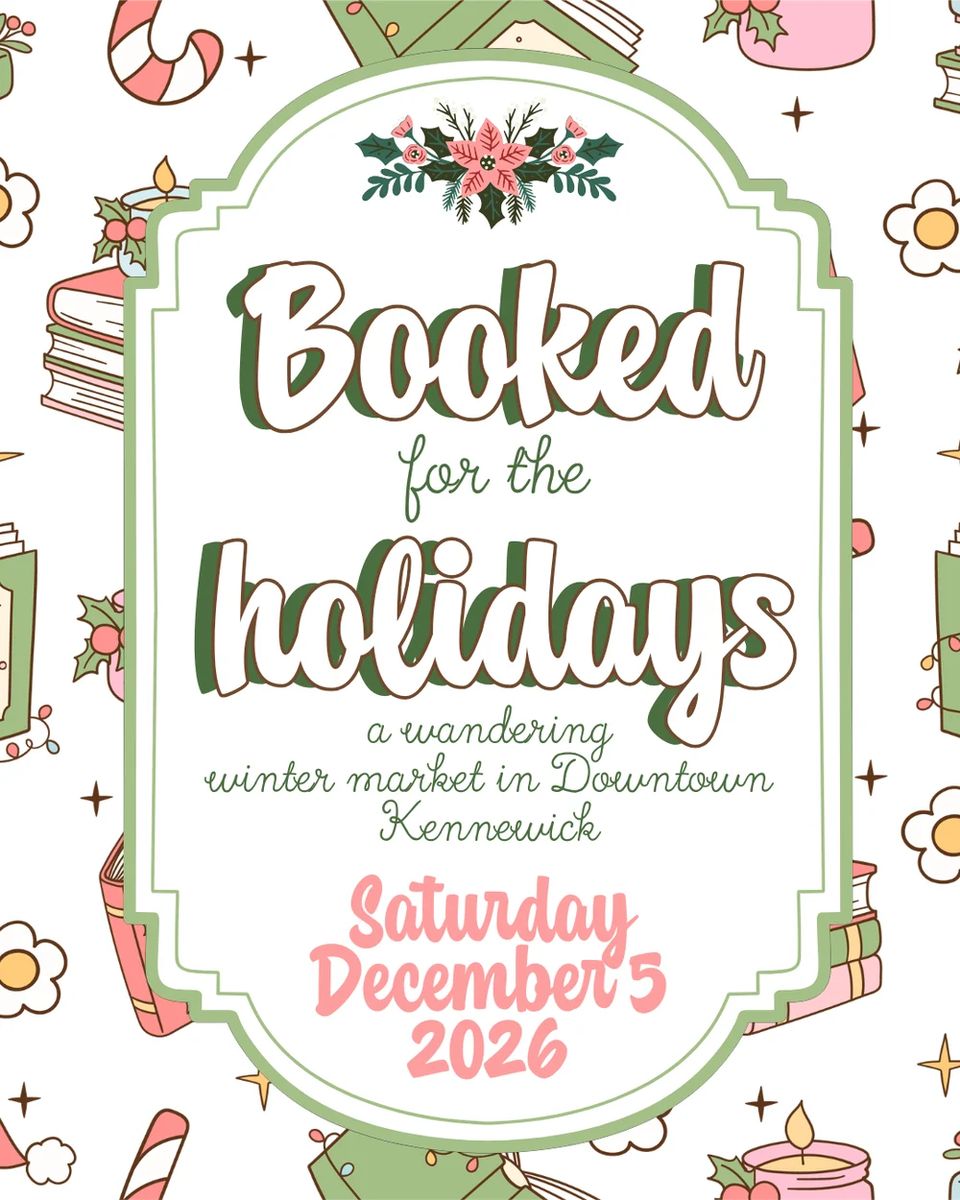 Booked
for the
holidays
a wandering
winter market in Downtown
Kennewick
Saturday
December 5
2026